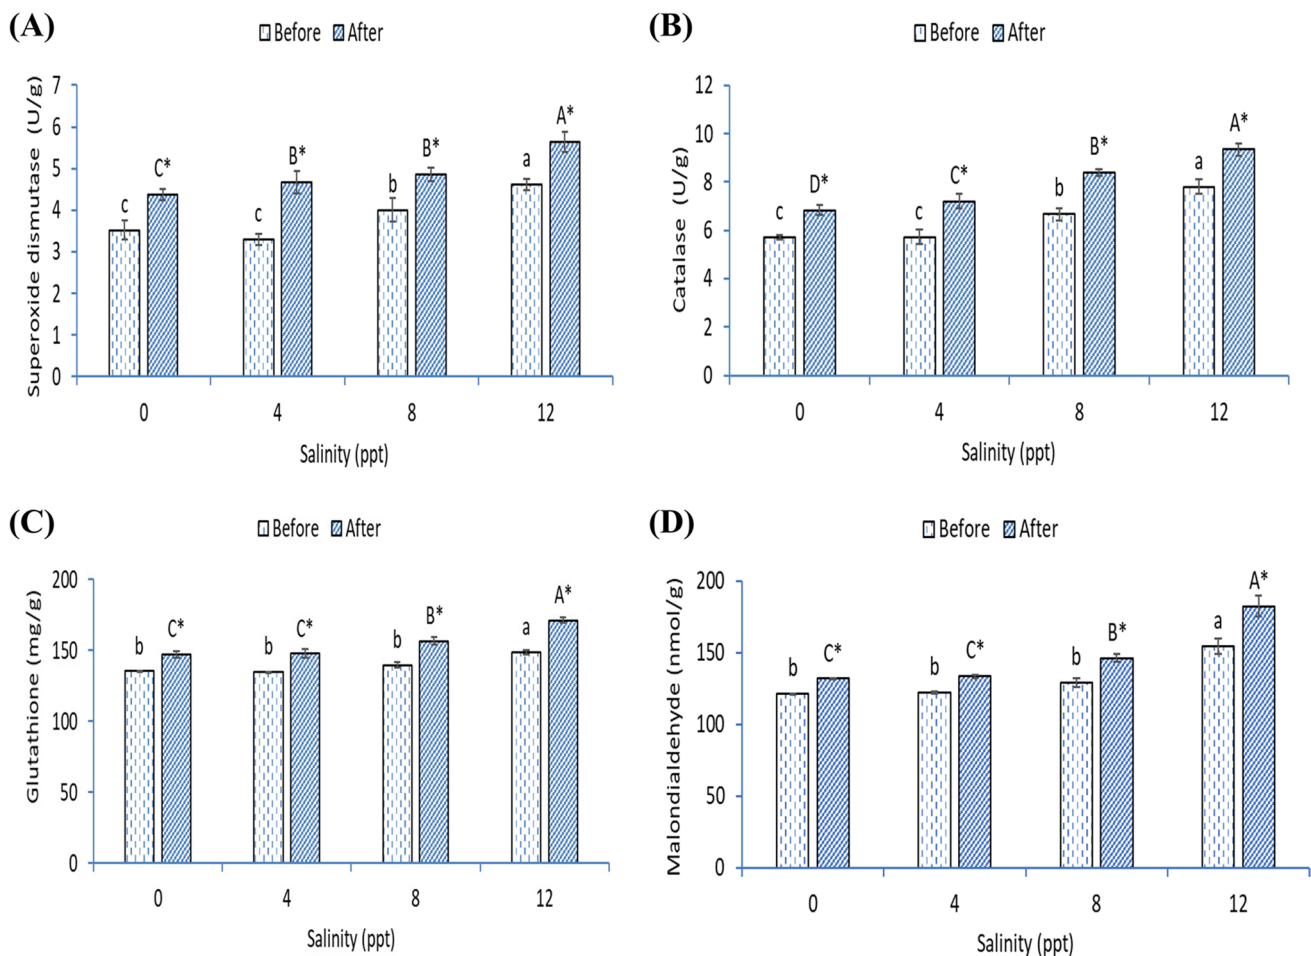 (A)
Before After
Superoxide dismutase (U/g)
7
6
5
4
3
2
1
0
c C* c B* b B* a A*
0 4 8 12
Salinity (ppt)
(B)
Before After
Catalase (U/g)
12
10
8
6
4
2
0
c D* c C* b B* a A*
0 4 8 12
Salinity (ppt)
(C)
Before After
Glutathione (mg/g)
200
150
100
50
0
b C* b C* b B* a A*
0 4 8 12
Salinity (ppt)
(D)
Before After
Malondialdehyde (nmol/g)
200
150
100
50
0
b C* b C* b B* a A*
0 4 8 12
Salinity (ppt)